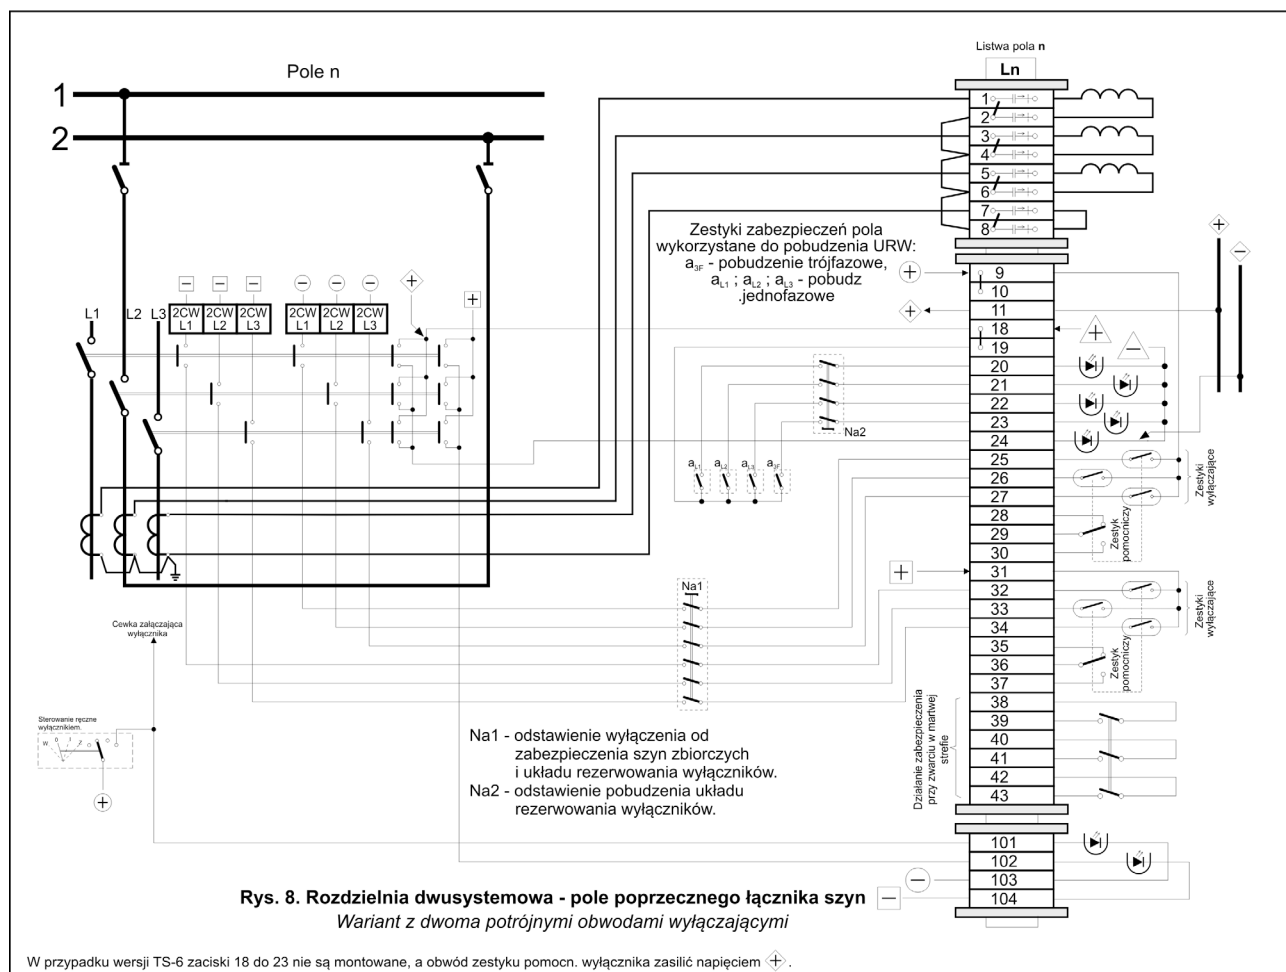 Listwa pola n
Ln
Pole n
1
2
1
2
3
4
5
6
7
8
Zestyki zabezpieczeń pola
wykorzystane do pobudzenia URW:
a3F - pobudzenie trójfazowe,
aL1 ; aL2 ; aL3 - pobudz
.jednofazowe
+
+
+
−
−
−
−
−
−
−
+
+
2CW L1
2CW L2
2CW L3
2CW L1
2CW L2
2CW L3
L1
L2
L3
9
10
11
18
19
20
21
22
23
24
25
26
27
28
29
30
31
32
33
34
35
36
37
38
39
40
41
42
43
+
−
Na2
aL1
aL2
aL3
a3F
Zestyki
wyłączające
Zestyk
pomocniczy
+
Na1
Zestyki
wyłączające
Zestyk
pomocniczy
Cewka załączająca
wyłącznika
Sterowanie ręczne
wyłącznikiem.
+
Działanie zabezpieczenia
przy zwarciu w martwej
strefie
Na1 - odstawienie wyłączenia od
zabezpieczenia szyn zbiorczych
i układu rezerwowania wyłączników.
Na2 - odstawienie pobudzenia układu
rezerwowania wyłączników.
101
102
103
104
−
−
Rys. 8. Rozdzielnia dwusystemowa - pole poprzecznego łącznika szyn
Wariant z dwoma potrójnymi obwodami wyłączającymi
W przypadku wersji TS-6 zaciski 18 do 23 nie są montowane, a obwód zestyku pomocn. wyłącznika zasilić napięciem + .